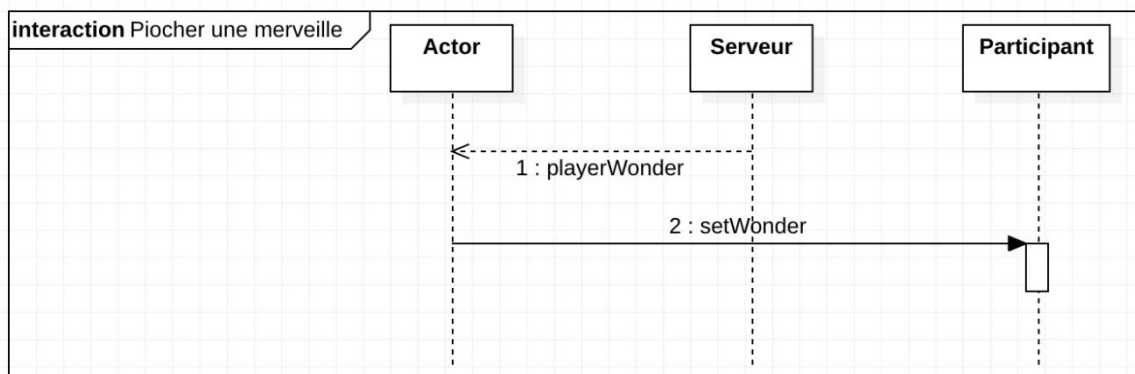 interaction Piocher une merveille
Actor
Serveur
Participant
1 : playerWonder
2 : setWonder